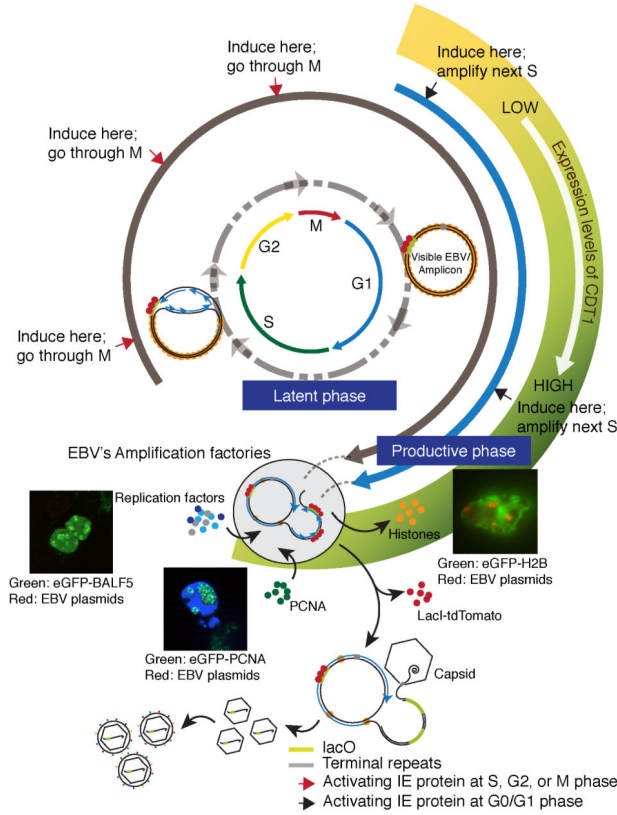 Induce here;
go through M
Induce here;
amplify next S
LOW
Expression levels of CDT1
HIGH
Induce here;
go through M
M
G2
G1
S
Visible EBV/
Amplicon
Induce here;
go through M
Latent phase
Induce here;
amplify next S
EBV's Amplification factories
Productive phase
Replication factors
Histones
Green: eGFP-BALF5
Red: EBV plasmids
Green: eGFP-H2B
Red: EBV plasmids
PCNA
LacI-tdTomato
Green: eGFP-PCNA
Red: EBV plasmids
Capsid
lacO
Terminal repeats
Activating IE protein at S, G2, or M phase
Activating IE protein at G0/G1 phase